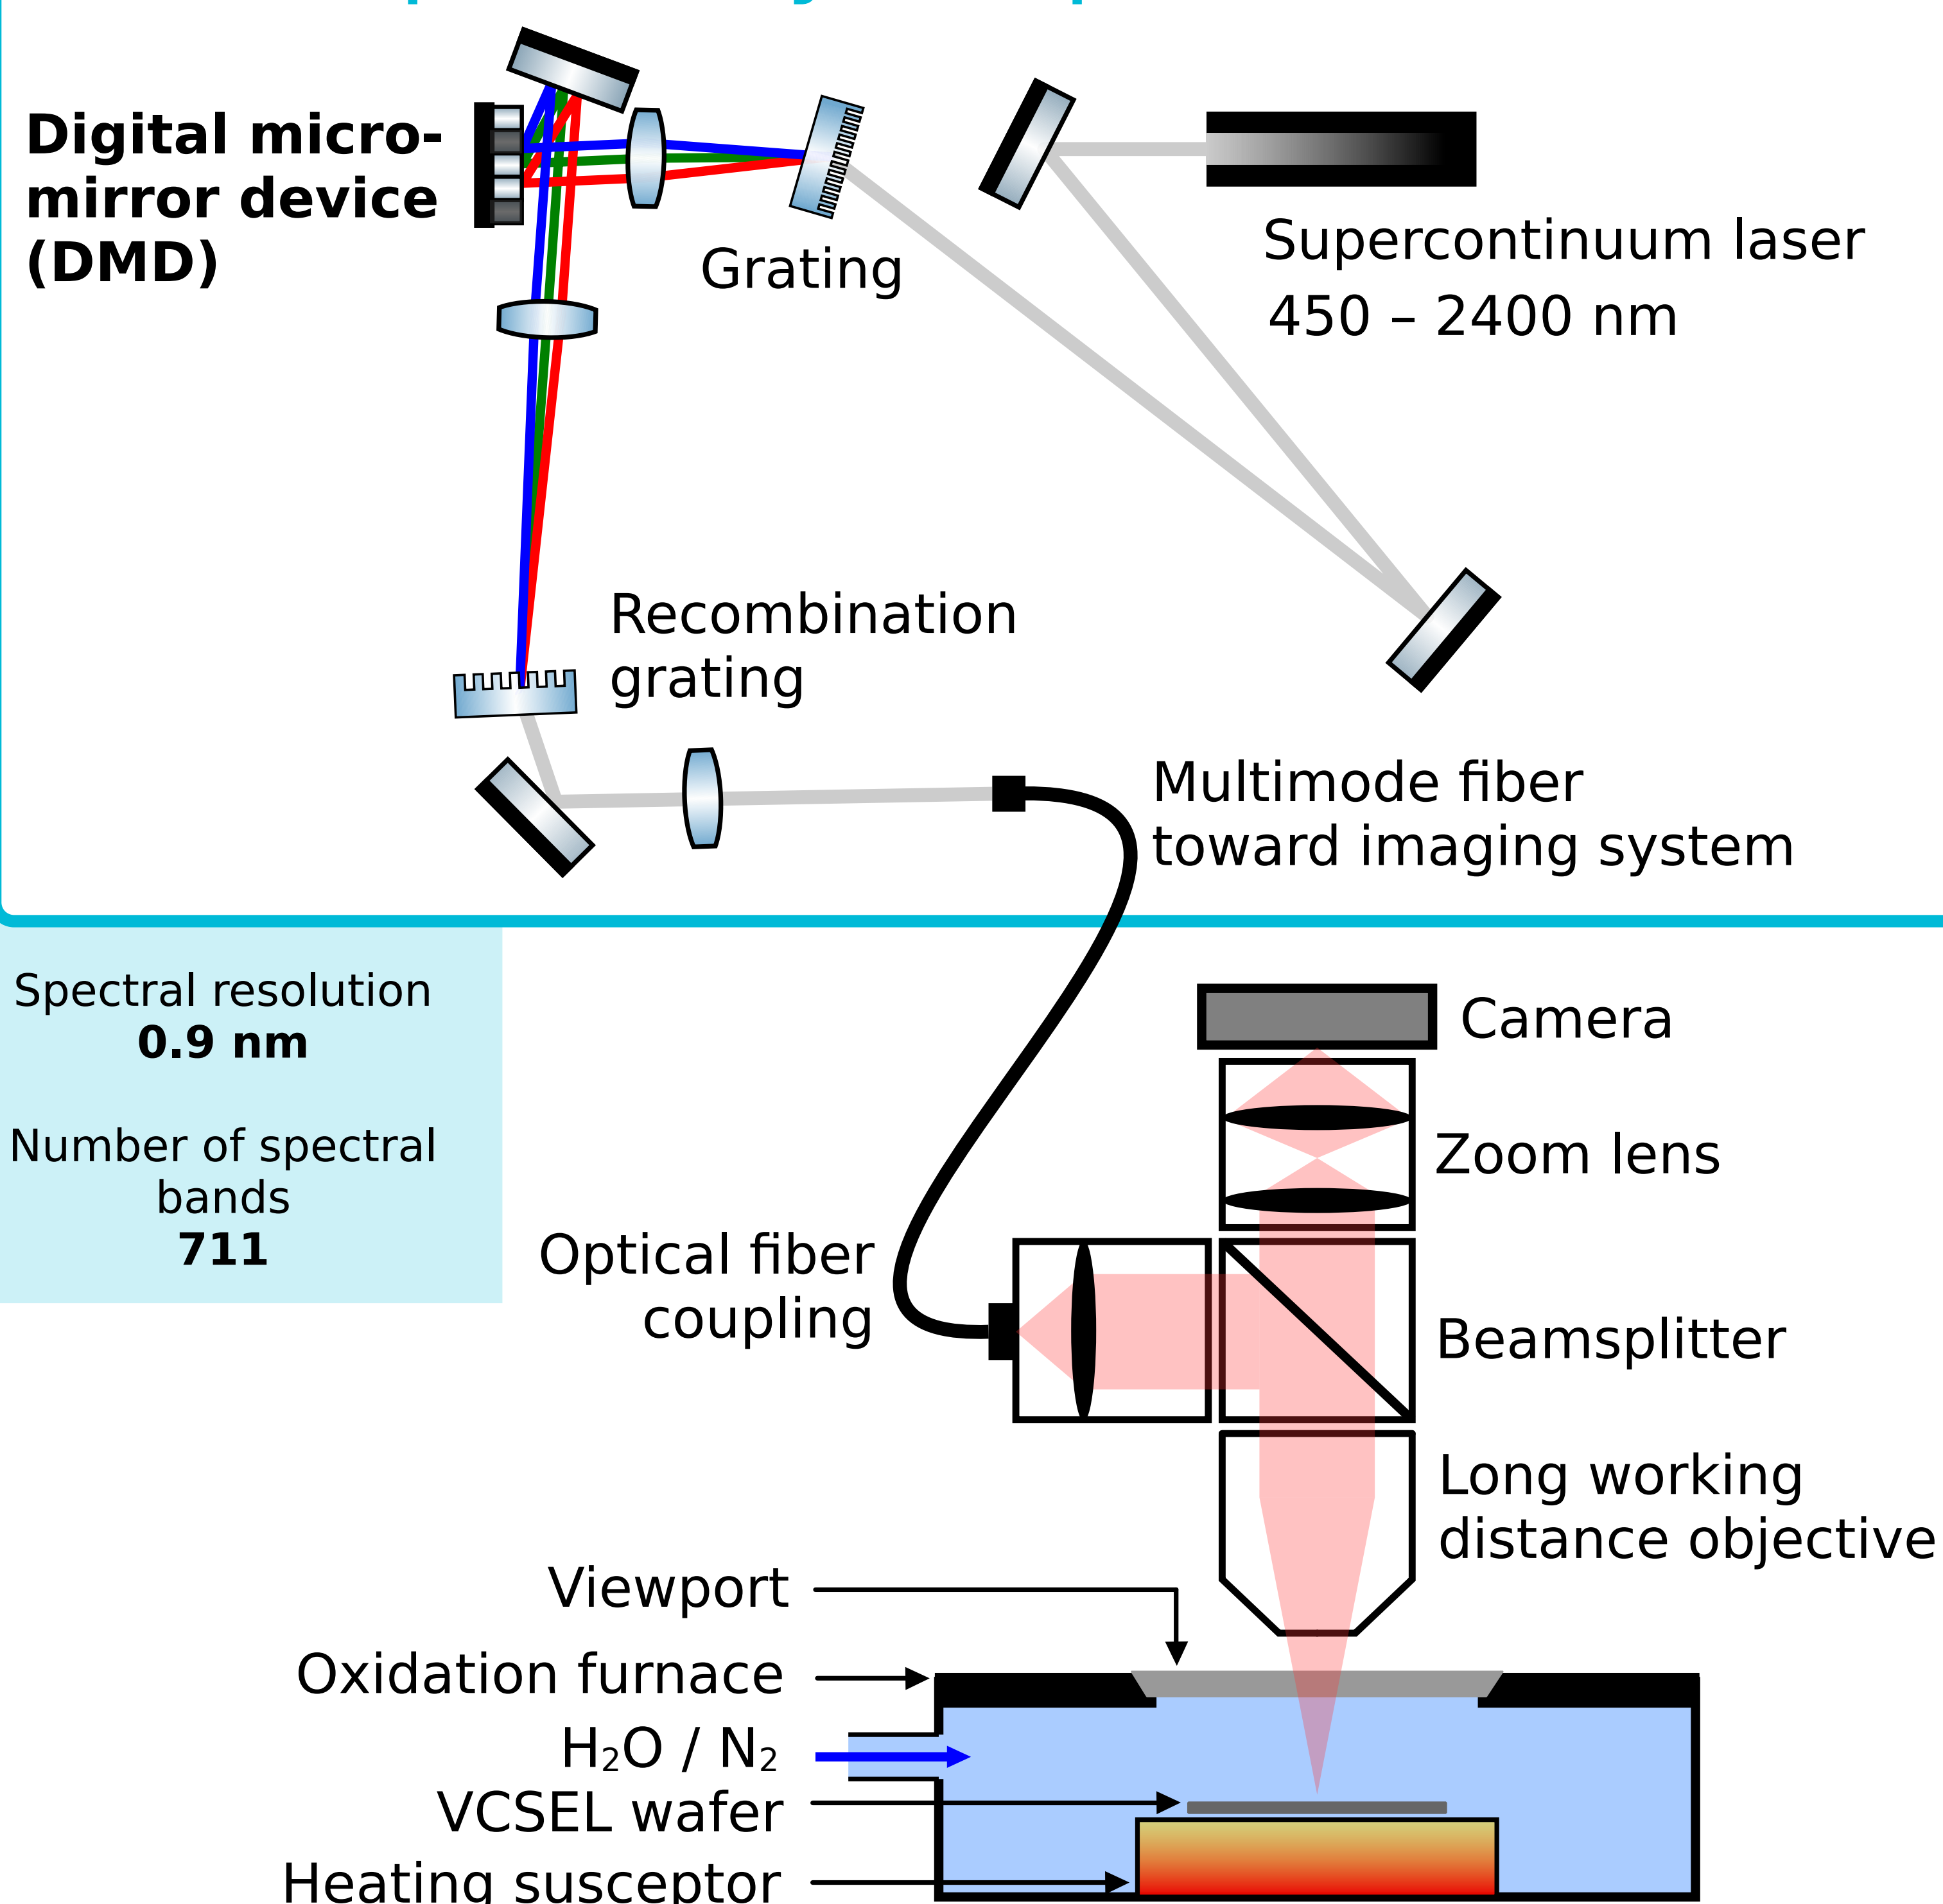 Digital micro-
mirror device
(DMD)
Grating
Supercontinuum laser
450 – 2400 nm
Recombination
grating
Multimode fiber
toward imaging system
Spectral resolution
0.9 nm
Number of spectral
bands
711
Camera
Zoom lens
Optical fiber
coupling
Beamsplitter
Long working
distance objective
Viewport
Oxidation furnace
H₂O / N₂
VCSEL wafer
Heating susceptor